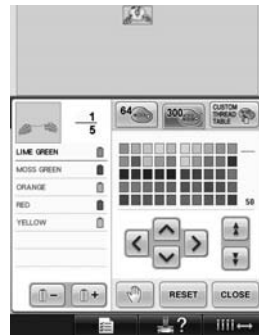 1
5
64
300
CUSTOM
THREAD
TABLE
LIME GREEN
MOSS GREEN
ORANGE
RED
YELLOW
50
−
+
RESET
CLOSE
?